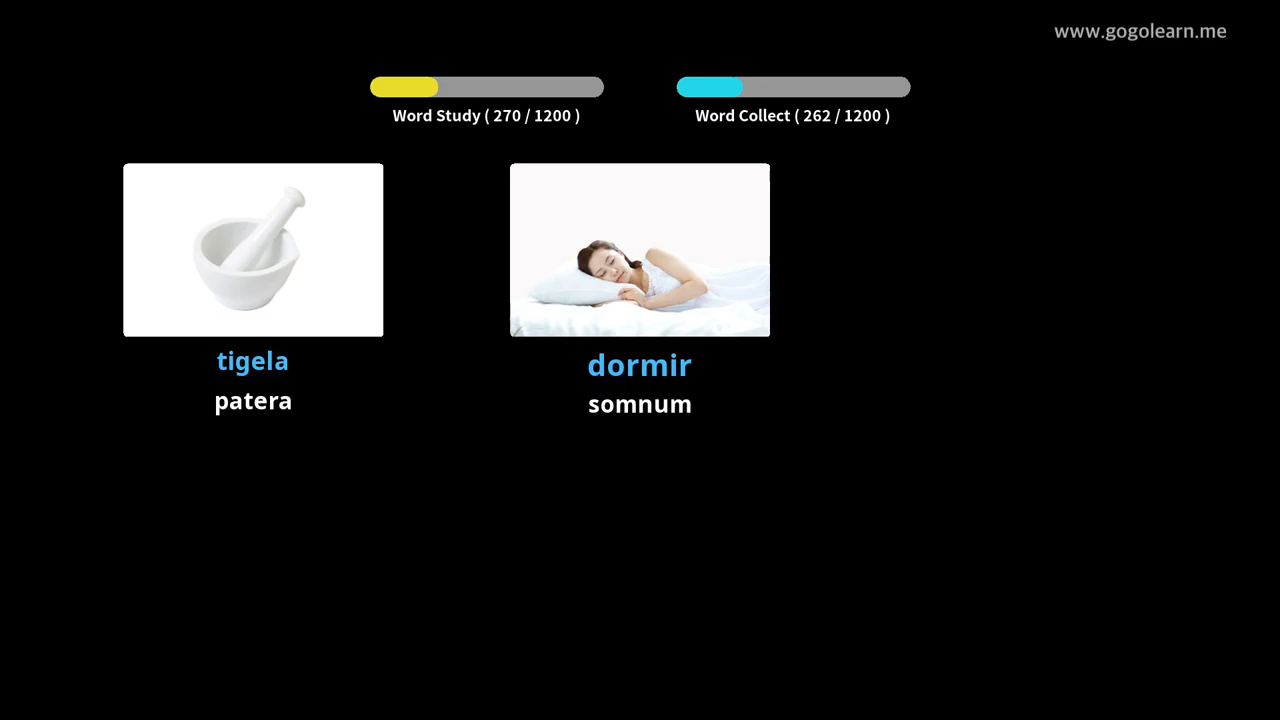 www.gogolearn.me
Word Study ( 270 / 1200 )
Word Collect ( 262 / 1200 )
tigela
patera
dormir
somnum